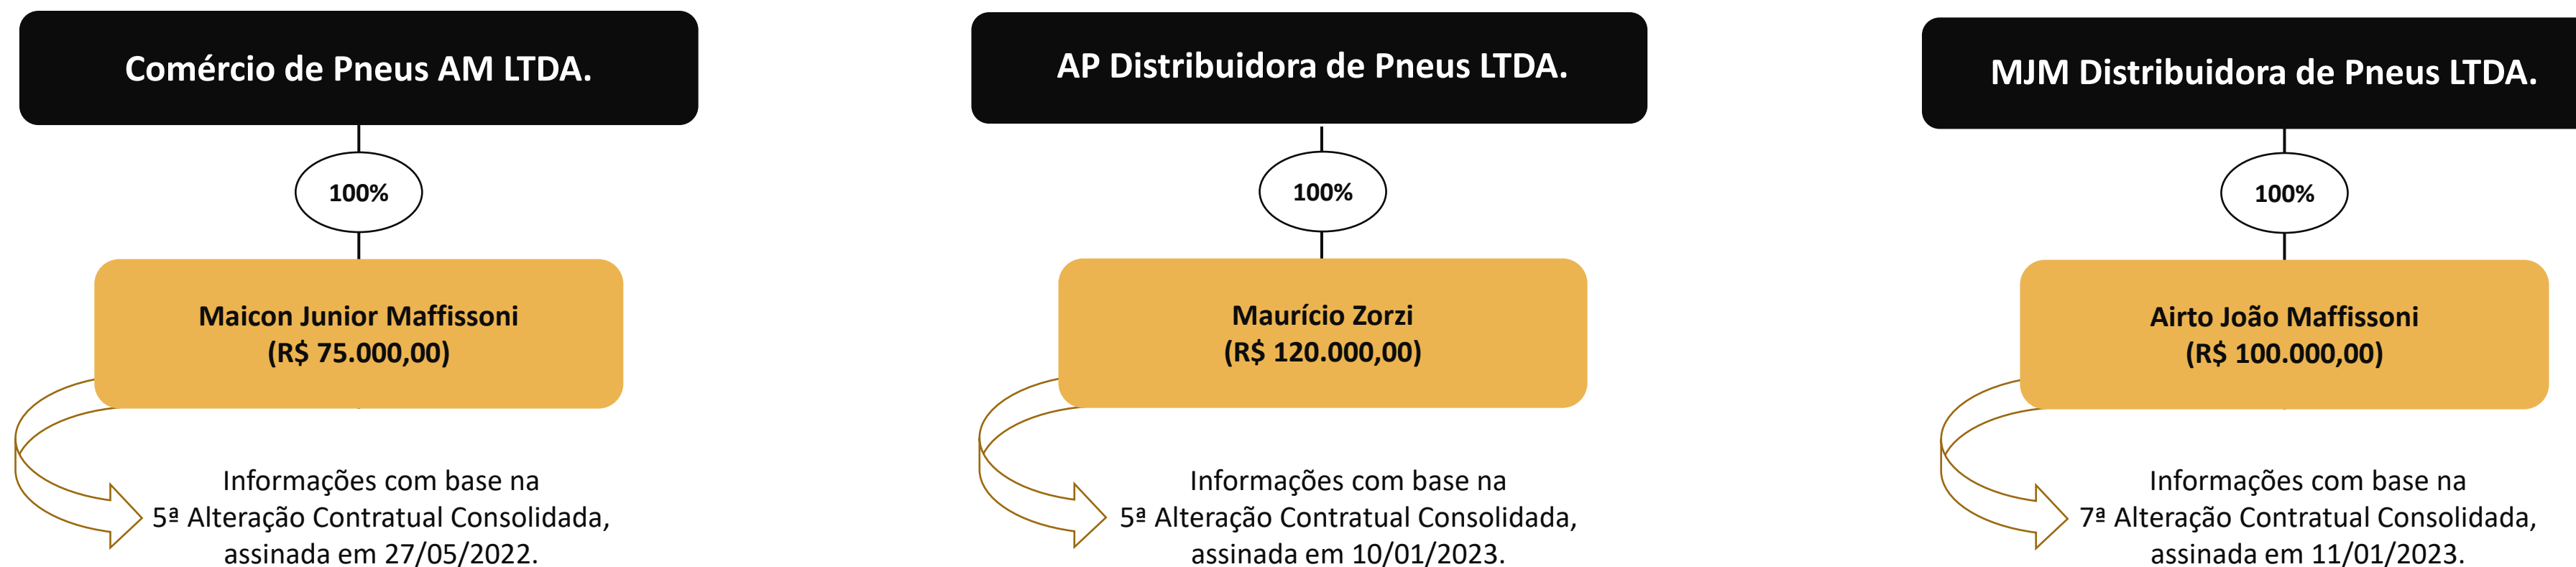 Comércio de Pneus AM LTDA.
100%
Maicon Junior Maffissoni
(R$ 75.000,00)
Informações com base na
5ª Alteração Contratual Consolidada,
assinada em 27/05/2022.
AP Distribuidora de Pneus LTDA.
100%
Maurício Zorzi
(R$ 120.000,00)
Informações com base na
5ª Alteração Contratual Consolidada,
assinada em 10/01/2023.
MJM Distribuidora de Pneus LTDA.
100%
Airto João Maffissoni
(R$ 100.000,00)
Informações com base na
7ª Alteração Contratual Consolidada,
assinada em 11/01/2023.